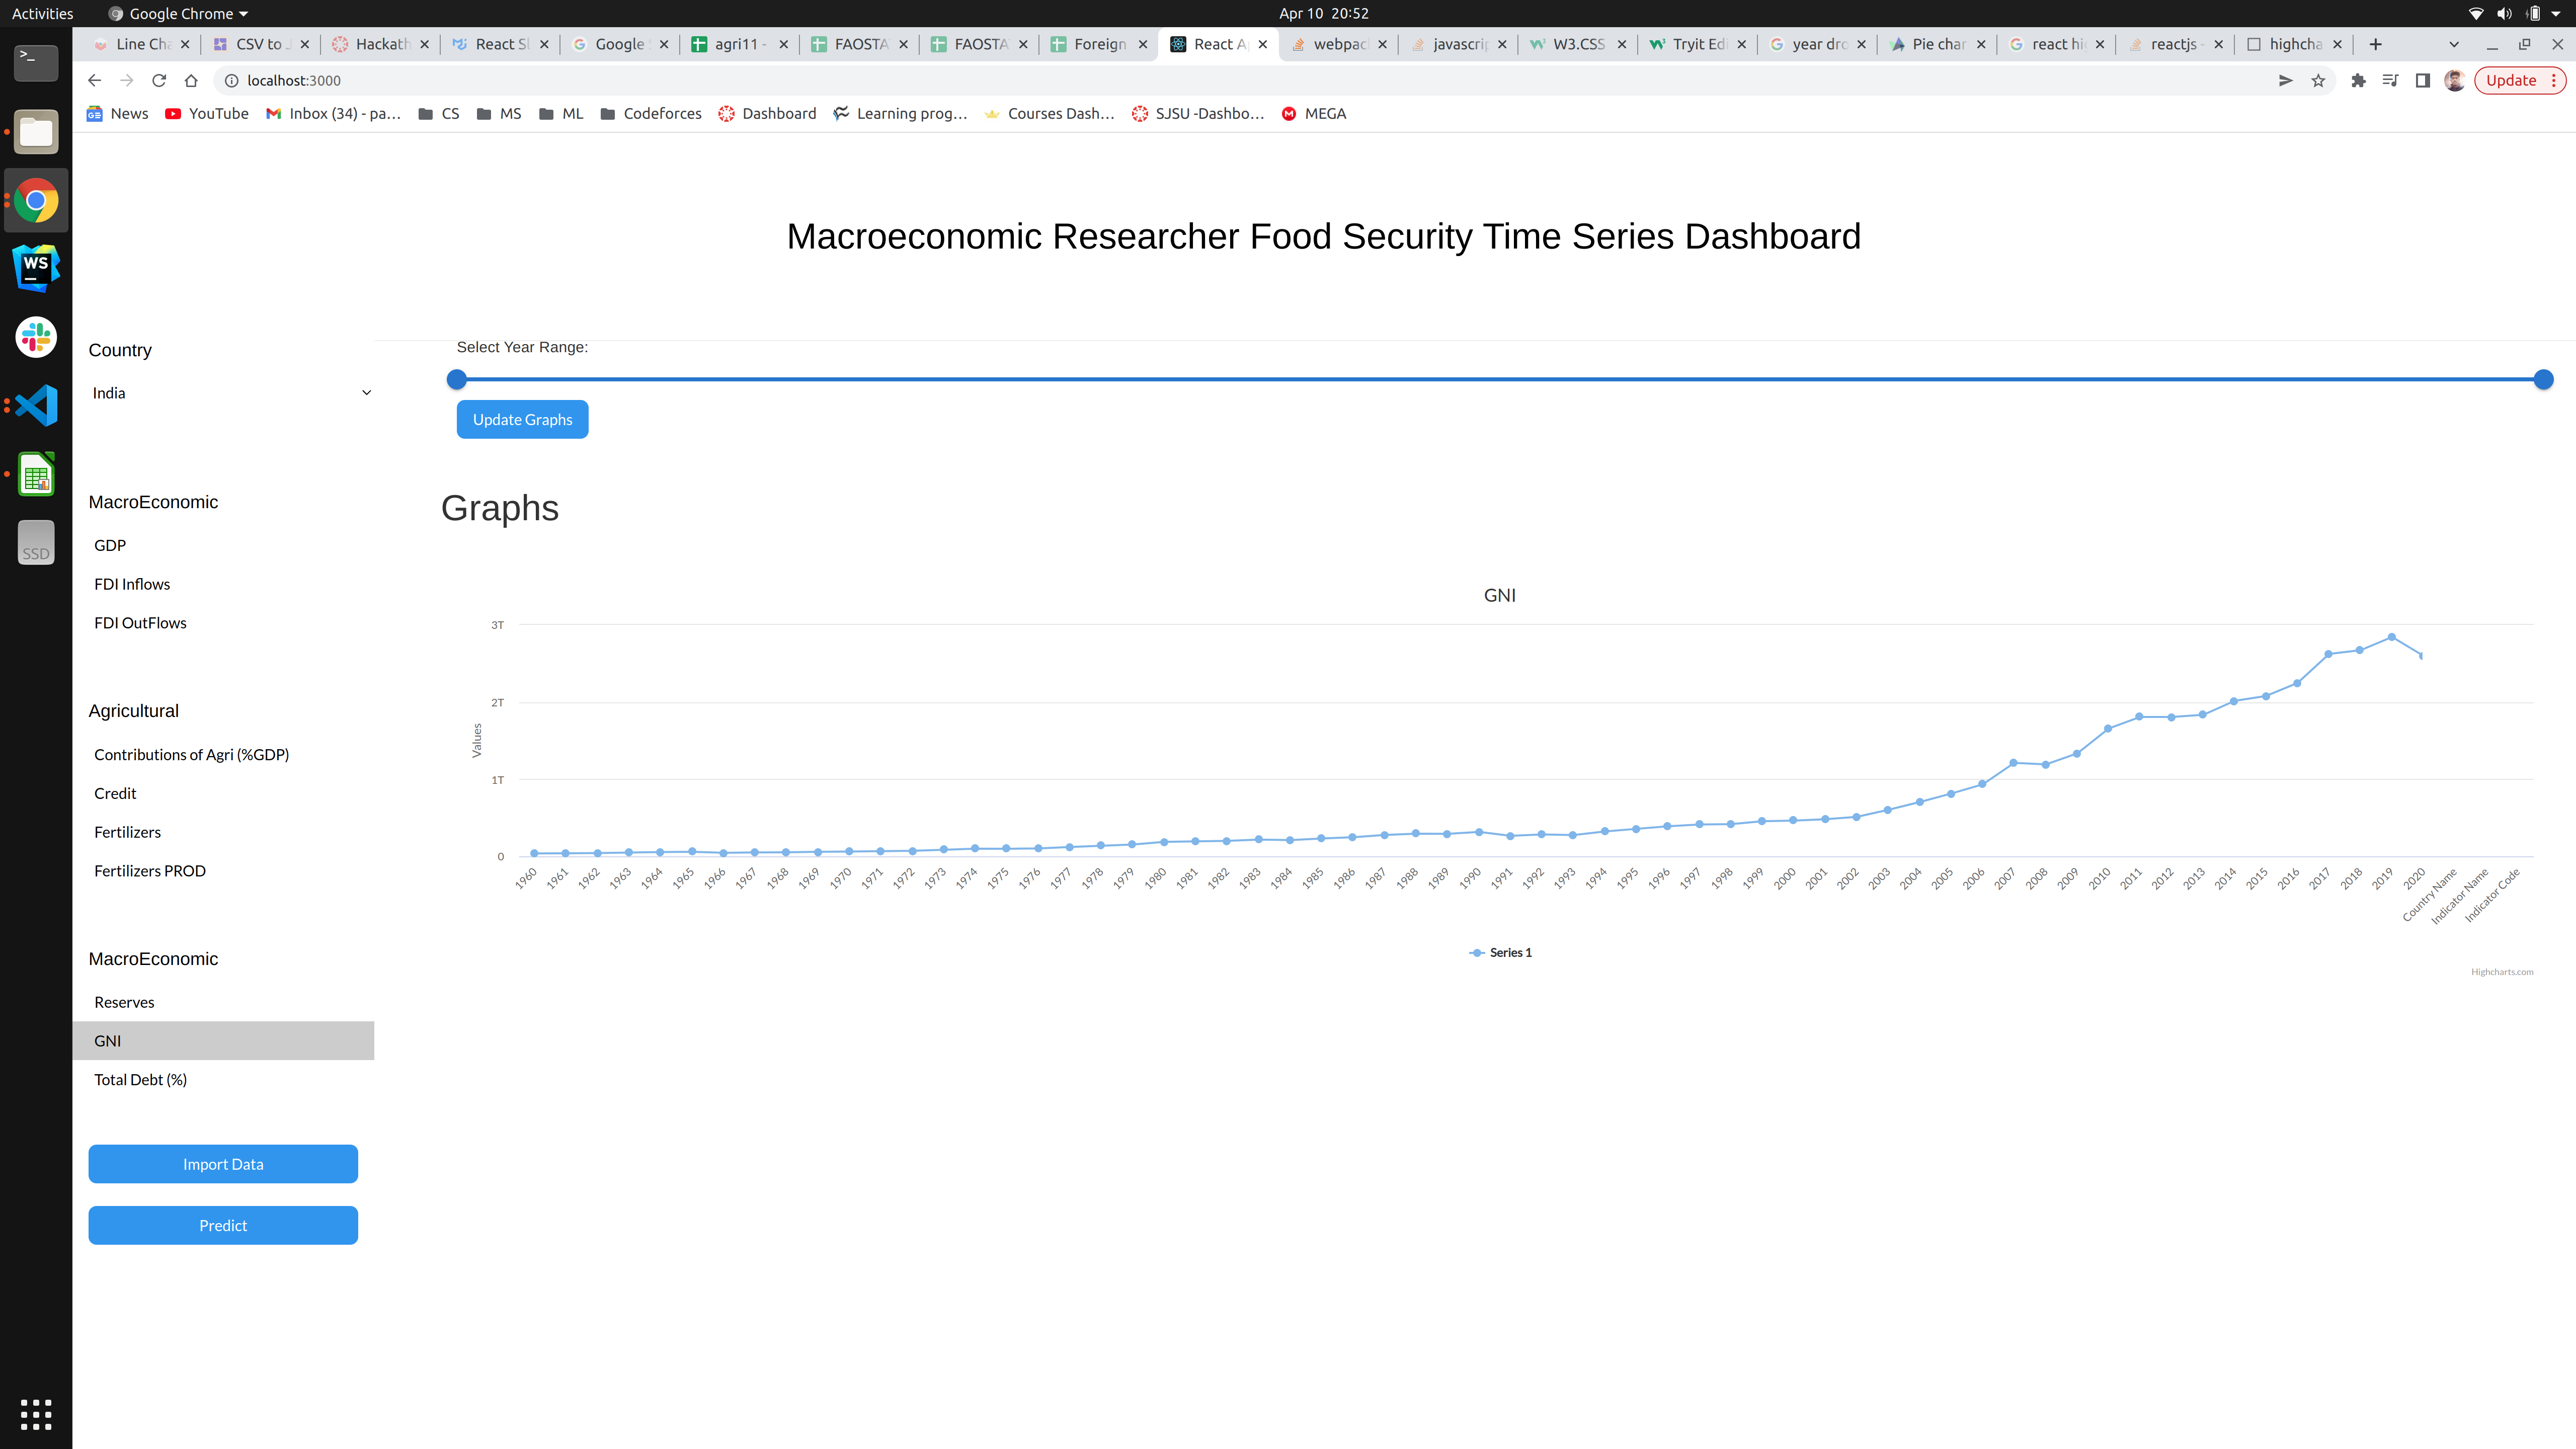 Activities Google Chrome Apr 10 20:52
Line Cha CSV to J Hackath React Sl Google S agri11 - FAOSTA FAOSTA Foreign React A webpac javascrip W3.CSS Tryit Edi year dro Pie char react hi reactjs - highcha
localhost:3000 Update
News YouTube Inbox (34) - pa... CS MS ML Codeforces Dashboard Learning prog... Courses Dash... SJSU -Dashbo... MEGA
>_
WS
SSD
Macroeconomic Researcher Food Security Time Series Dashboard
Country
India
MacroEconomic
GDP
FDI Inflows
FDI OutFlows
Agricultural
Contributions of Agri (%GDP)
Credit
Fertilizers
Fertilizers PROD
MacroEconomic
Reserves
GNI
Total Debt (%)
Import Data
Predict
Select Year Range:
Update Graphs
Graphs
GNI
Values
3T
2T
1T
0
1960 1961 1962 1963 1964 1965 1966 1967 1968 1969 1970 1971 1972 1973 1974 1975 1976 1977 1978 1979 1980 1981 1982 1983 1984 1985 1986 1987 1988 1989 1990 1991 1992 1993 1994 1995 1996 1997 1998 1999 2000 2001 2002 2003 2004 2005 2006 2007 2008 2009 2010 2011 2012 2013 2014 2015 2016 2017 2018 2019 2020 Country Name Indicator Name Indicator Code
Series 1
Highcharts.com